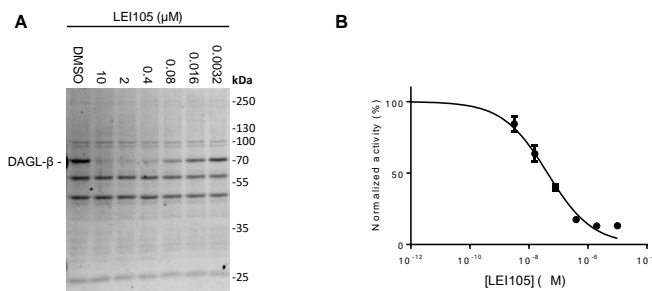 A
LEI105 (µM)
DMSO
10
2
0.4
0.08
0.016
0.0032
kDa
-250
-130
-100
DAGL-β -
-70
-55
-35
-25
B
Normalized activity (%)
100
50
0
10-12
10-10
10-8
10-6
[LEI105] ( M)